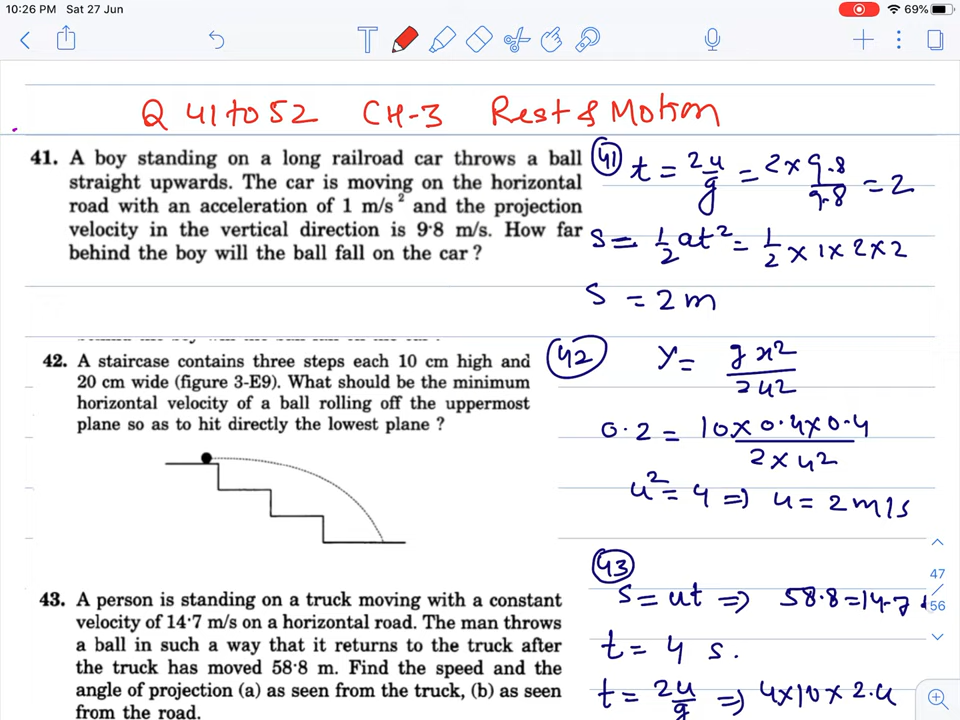 10:26 PM Sat 27 Jun
69%
T
Q 41 to 52 CH-3 Rest & Motion
41. A boy standing on a long railroad car throws a ball
straight upwards. The car is moving on the horizontal
road with an acceleration of 1 m/s² and the projection
velocity in the vertical direction is 9·8 m/s. How far
behind the boy will the ball fall on the car ?
41 t = 2u/g = 2 x 9.8/9.8 = 2
s = 1/2 at² = 1/2 x 1 x 2 x 2
s = 2 m
42. A staircase contains three steps each 10 cm high and
20 cm wide (figure 3-E9). What should be the minimum
horizontal velocity of a ball rolling off the uppermost
plane so as to hit directly the lowest plane ?
42 Y = gx²/2u²
0.2 = 10 x 0.4 x 0.4/2 x u²
u² = 4 => u = 2 m/s
43. A person is standing on a truck moving with a constant
velocity of 14·7 m/s on a horizontal road. The man throws
a ball in such a way that it returns to the truck after
the truck has moved 58·8 m. Find the speed and the
angle of projection (a) as seen from the truck, (b) as seen
from the road.
43
s = ut => 58.8 = 14.7 t
t = 4 s.
t = 2u/g => 4 x 10 x 2.u
47
/
56